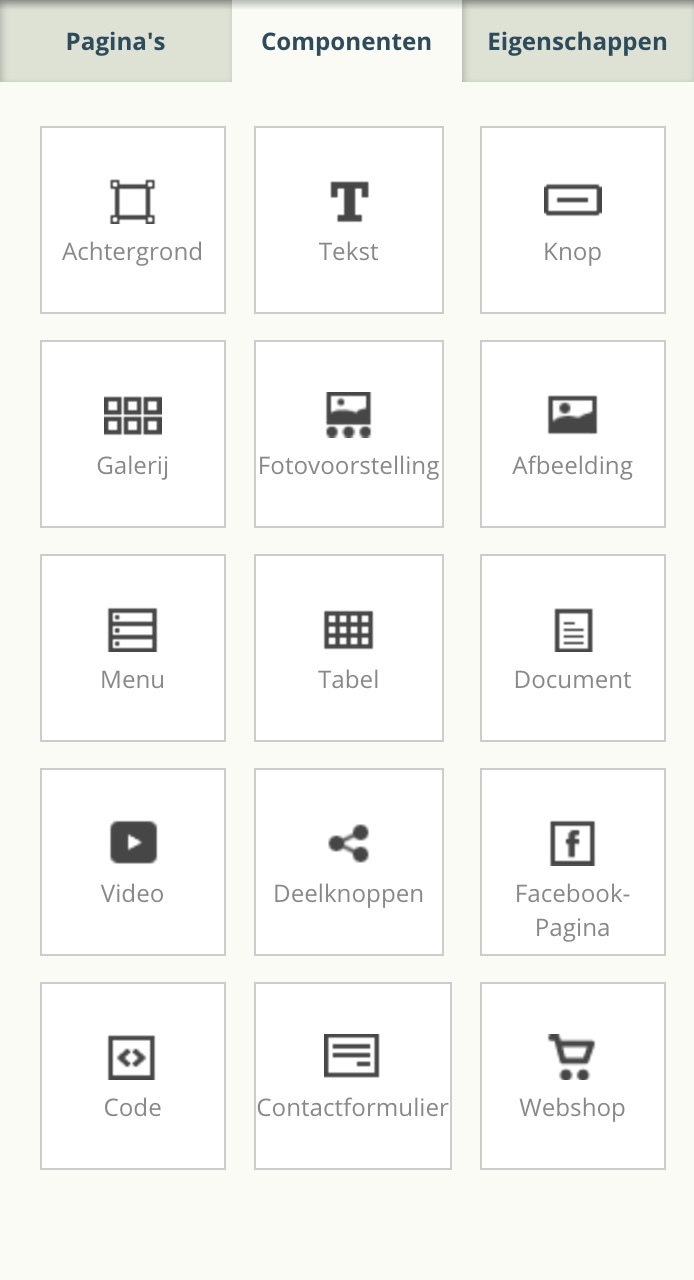 Pagina's
Componenten
Eigenschappen
Achtergrond
Tekst
Knop
Galerij
Fotovoorstelling
Afbeelding
Menu
Tabel
Document
Video
Deelknoppen
Facebook-
Pagina
Code
Contactformulier
Webshop